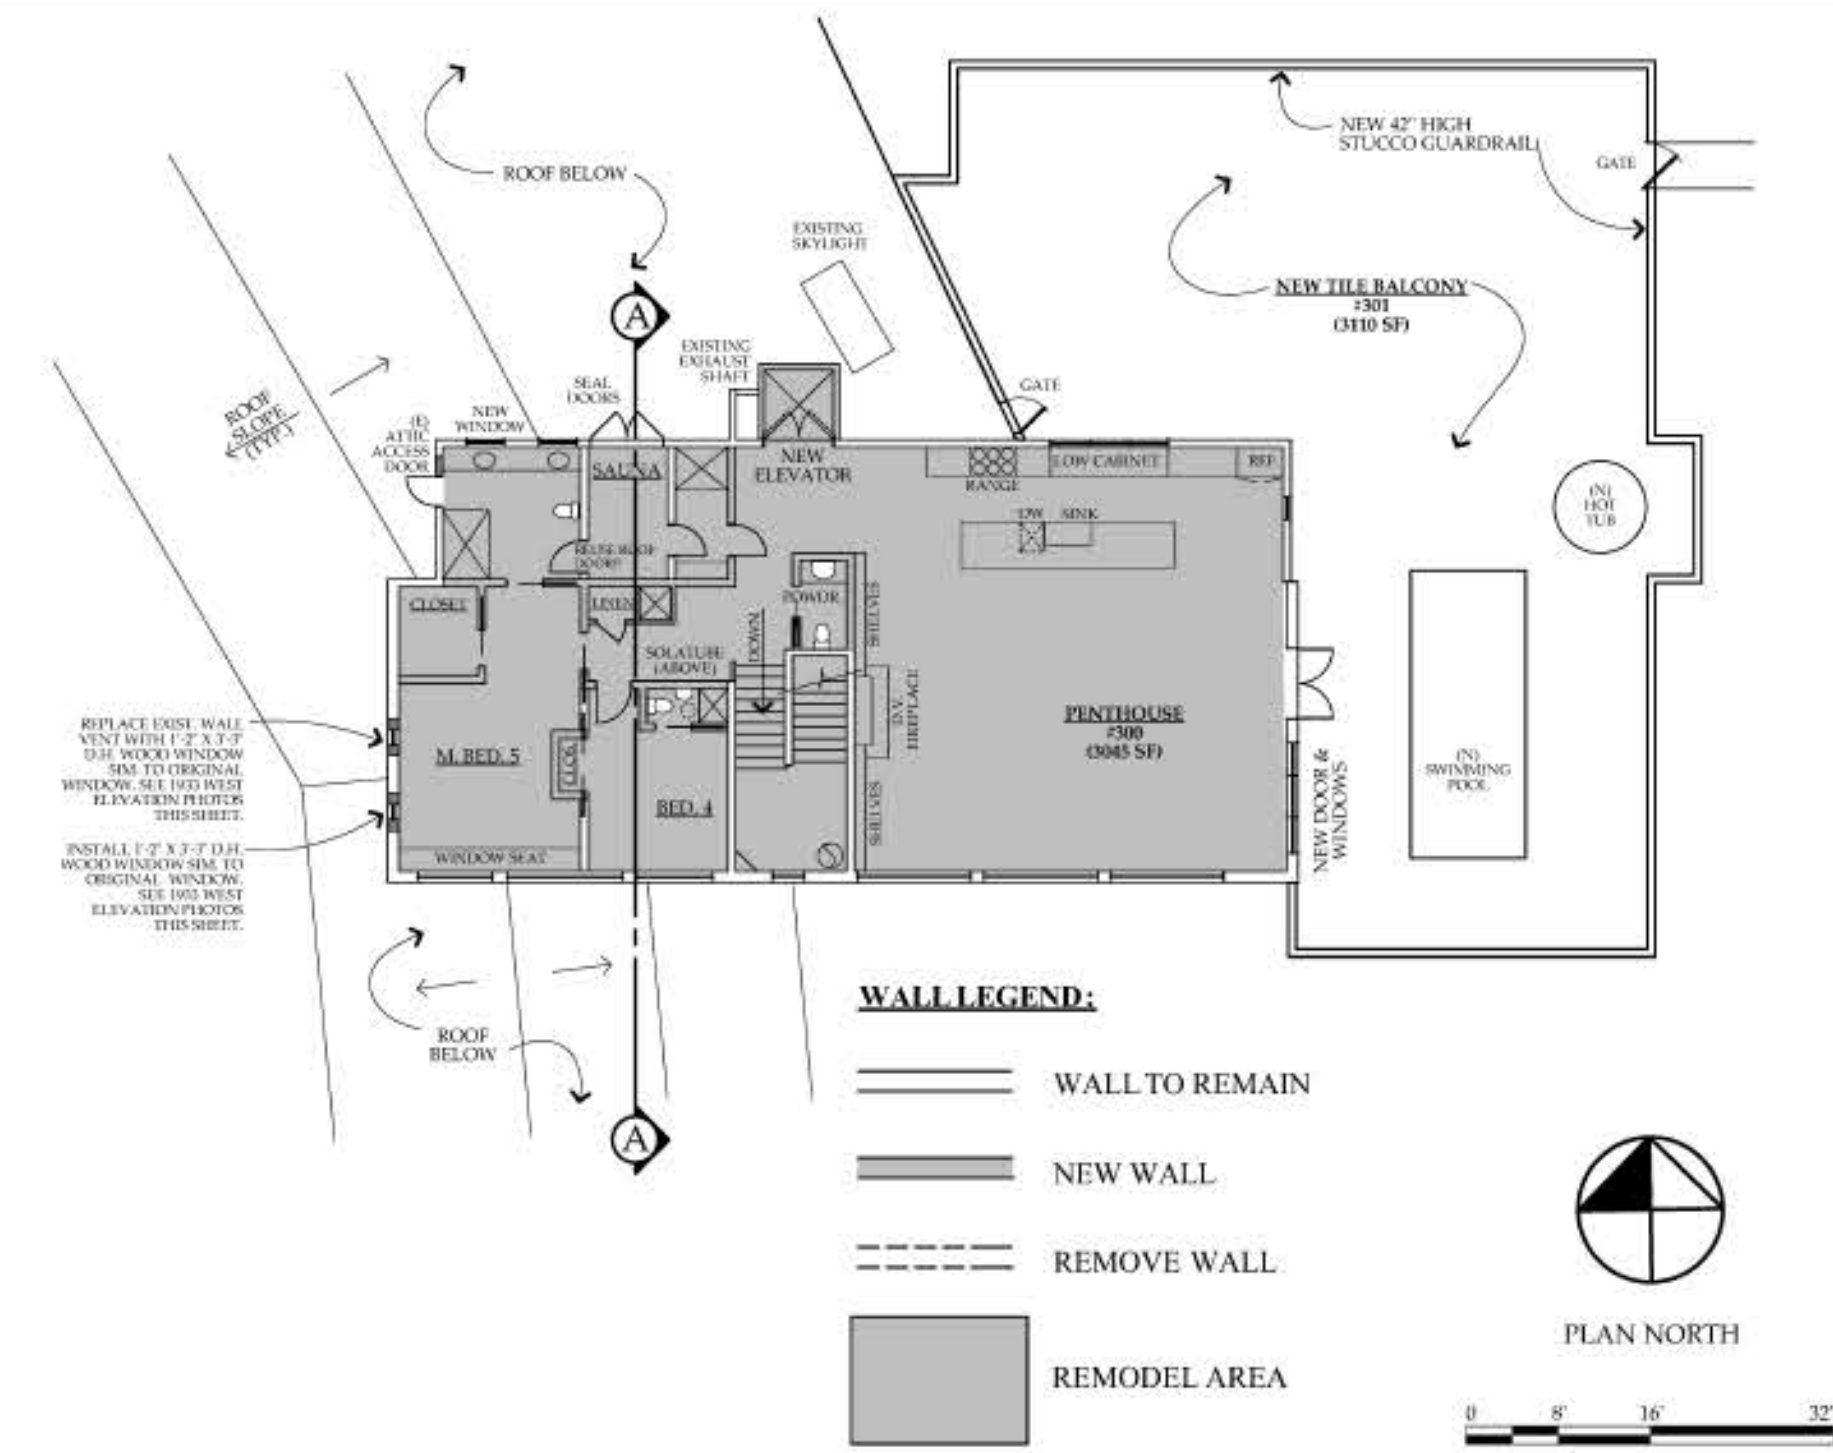 NEW 42" HIGH
STUCCO GUARDRAIL
GATE
ROOF BELOW
EXISTING
SKYLIGHT
NEW TILE BALCONY
#301
(3110 SF)
A
EXISTING
EXHAUST
SHAFT
SEAL
DOORS
GATE
ROOF
SLOPE
(TYP.)
NEW
WINDOW
(E)
ATTIC
ACCESS
DOOR
SAUNA
NEW
ELEVATOR
RANGE
LOW CABINET
REF.
(N)
HOT
TUB
DW
SINK
REUSE ROOF
DOORS
CLOSET
LINEN
POWDR.
SHELVES
DOWN
SOLATUBE
(ABOVE)
D.V.
FIREPLACE
PENTHOUSE
#300
(3045 SF)
REPLACE EXIST. WALL
VENT WITH 1'-2" X 3'-3"
D.H. WOOD WINDOW
SIM. TO ORIGINAL
WINDOW. SEE 1933 WEST
ELEVATION PHOTOS
THIS SHEET.
M. BED. 5
CLOS.
BED. 4
SHELVES
NEW DOOR &
WINDOWS
(N)
SWIMMING
POOL
INSTALL 1'-2" X 3'-3" D.H.
WOOD WINDOW SIM. TO
ORIGINAL WINDOW.
SEE 1933 WEST
ELEVATION PHOTOS
THIS SHEET.
WINDOW SEAT
ROOF
BELOW
A
WALL LEGEND:
WALL TO REMAIN
NEW WALL
REMOVE WALL
REMODEL AREA
PLAN NORTH
0 8' 16' 32'